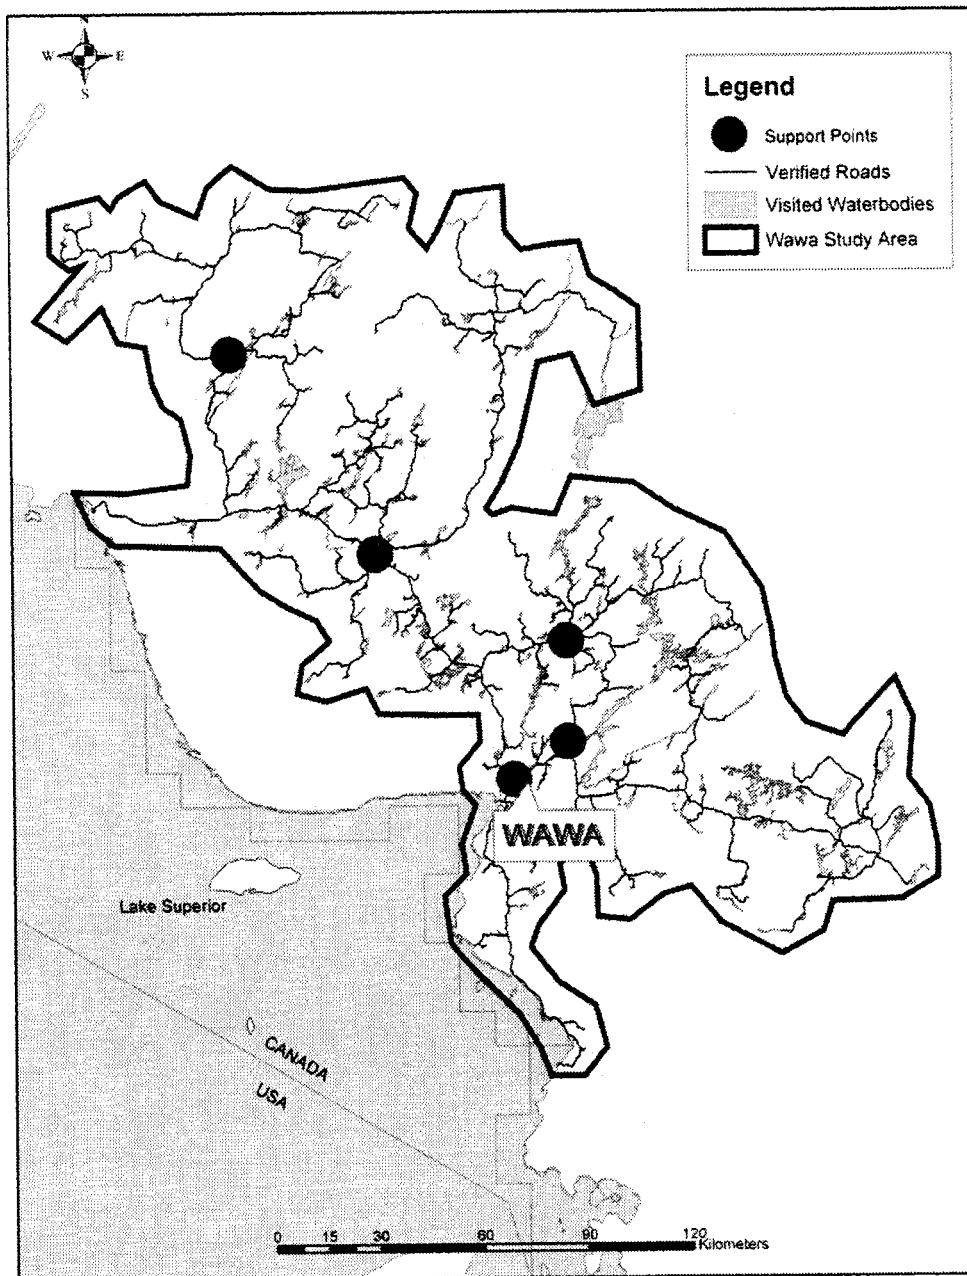 N
W E
S
Legend
Support Points
Verified Roads
Visited Waterbodies
Wawa Study Area
WAWA
Lake Superior
CANADA
USA
0 15 30 60 90 120
Kilometers